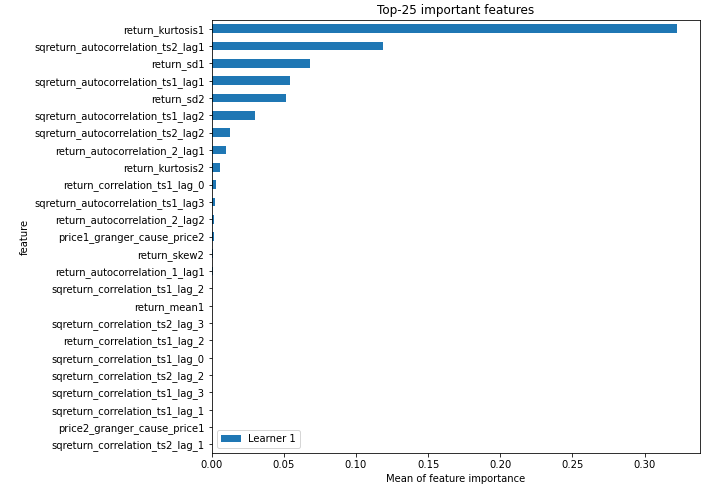 Top-25 important features
return_kurtosis1
sqreturn_autocorrelation_ts2_lag1
return_sd1
sqreturn_autocorrelation_ts1_lag1
return_sd2
sqreturn_autocorrelation_ts1_lag2
sqreturn_autocorrelation_ts2_lag2
return_autocorrelation_2_lag1
return_kurtosis2
return_correlation_ts1_lag_0
sqreturn_autocorrelation_ts1_lag3
return_autocorrelation_2_lag2
price1_granger_cause_price2
return_skew2
return_autocorrelation_1_lag1
sqreturn_correlation_ts1_lag_2
return_mean1
sqreturn_correlation_ts2_lag_3
return_correlation_ts1_lag_2
sqreturn_correlation_ts1_lag_0
sqreturn_correlation_ts2_lag_2
sqreturn_correlation_ts1_lag_3
sqreturn_correlation_ts1_lag_1
price2_granger_cause_price1
sqreturn_correlation_ts2_lag_1
feature
Learner 1
0.00 0.05 0.10 0.15 0.20 0.25 0.30
Mean of feature importance